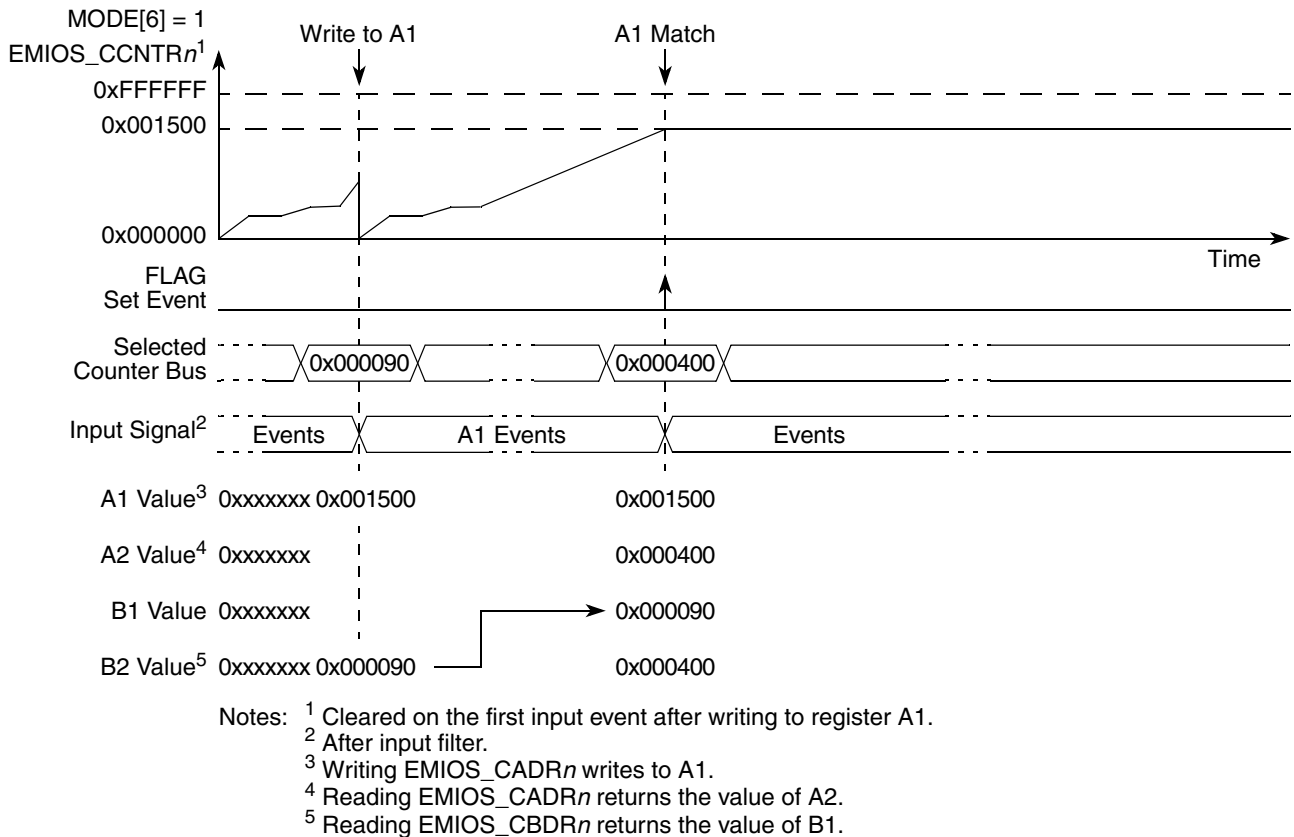 MODE[6] = 1
EMIOS_CCNTRn1
Write to A1
A1 Match
0xFFFFFF
0x001500
0x000000
Time
FLAG
Set Event
Selected
Counter Bus
0x000090
0x000400
Input Signal2
Events
A1 Events
Events
A1 Value3 0xxxxxxx 0x001500 0x001500
A2 Value4 0xxxxxxx 0x000400
B1 Value 0xxxxxxx 0x000090
B2 Value5 0xxxxxxx 0x000090 0x000400
Notes: 1 Cleared on the first input event after writing to register A1.
2 After input filter.
3 Writing EMIOS_CADRn writes to A1.
4 Reading EMIOS_CADRn returns the value of A2.
5 Reading EMIOS_CBDRn returns the value of B1.